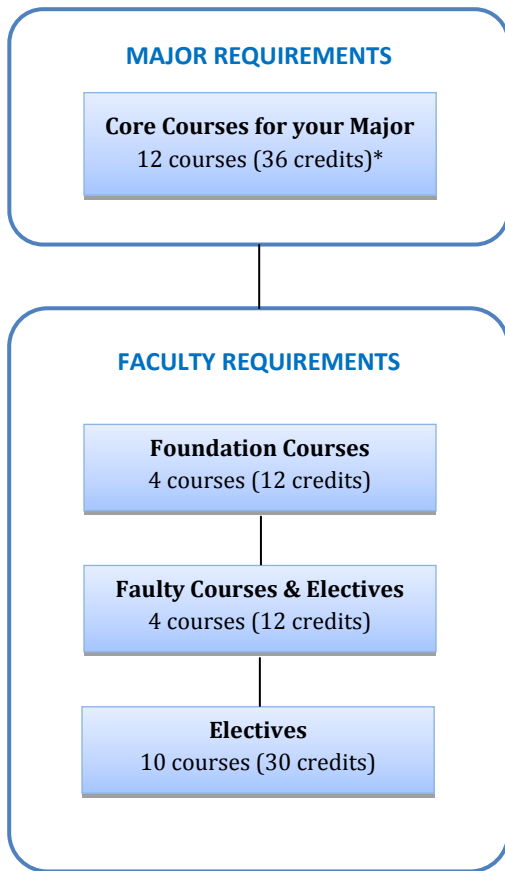 MAJOR REQUIREMENTS
Core Courses for your Major
12 courses (36 credits)*
FACULTY REQUIREMENTS
Foundation Courses
4 courses (12 credits)
Faulty Courses & Electives
4 courses (12 credits)
Electives
10 courses (30 credits)